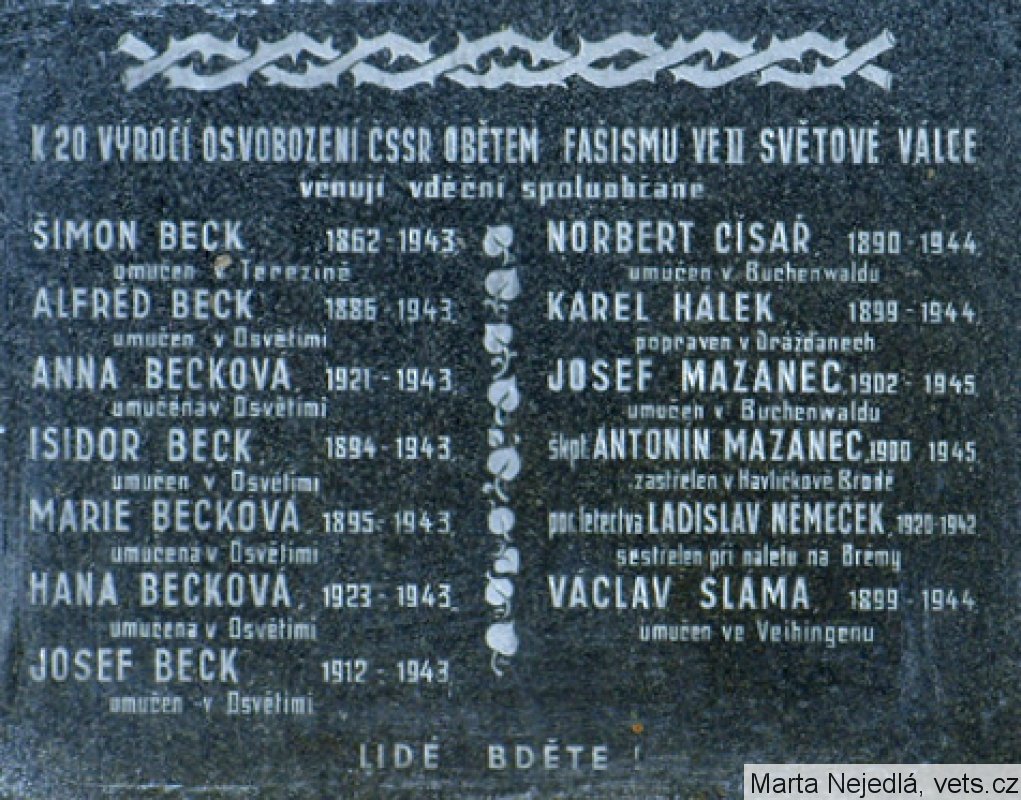 K 20 VÝROČÍ OSVOBOZENÍ ČSSR OBĚTEM FAŠISMU VE II SVĚTOVÉ VÁLCE
věnují vděční spoluobčané
ŠIMON BECK 1862 - 1943
umučen v Terezíně
ALFRÉD BECK 1886 - 1943
umučen v Osvětimi
ANNA BECKOVÁ 1921 - 1943
umučena v Osvětimi
ISIDOR BECK 1894 - 1943
umučen v Osvětimi
MARIE BECKOVÁ 1895 - 1943
umučena v Osvětimi
HANA BECKOVÁ 1923 - 1943
umučena v Osvětimi
JOSEF BECK 1912 - 1943
umučen v Osvětimi
NORBERT CÍSAŘ 1890 - 1944
umučen v Buchenwaldu
KAREL HÁLEK 1899 - 1944
popraven v Drážďanech
JOSEF MAZANEC 1902 - 1945
umučen v Buchenwaldu
škpt. ANTONÍN MAZANEC 1900 1945
zastřelen v Havlíčkově Brodě
por. letectva LADISLAV NĚMEČEK 1920-1942
sestřelen při náletu na Brémy
VÁCLAV SLÁMA 1899 - 1944
umučen ve Veihingenu
LIDÉ BDĚTE !
Marta Nejedlá, vets.cz